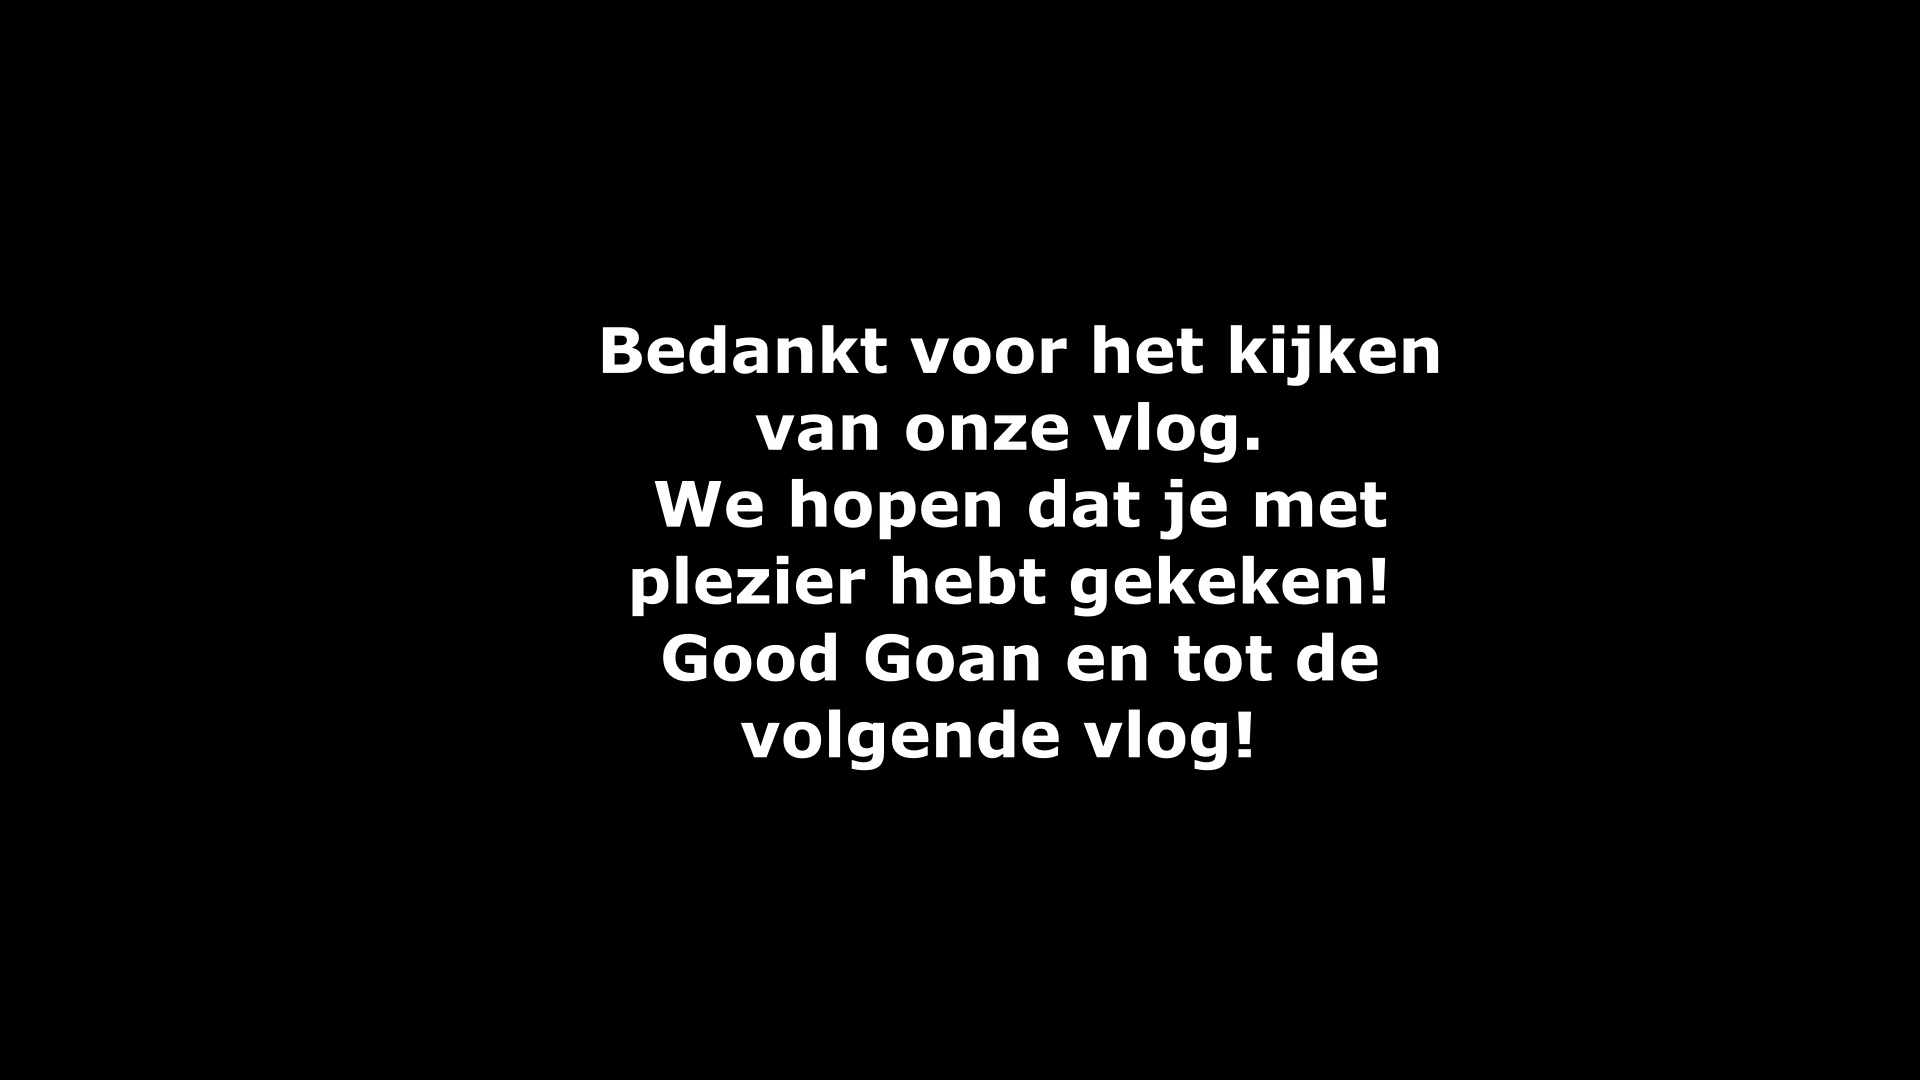 Bedankt voor het kijken
van onze vlog.
We hopen dat je met
plezier hebt gekeken!
Good Goan en tot de
volgende vlog!